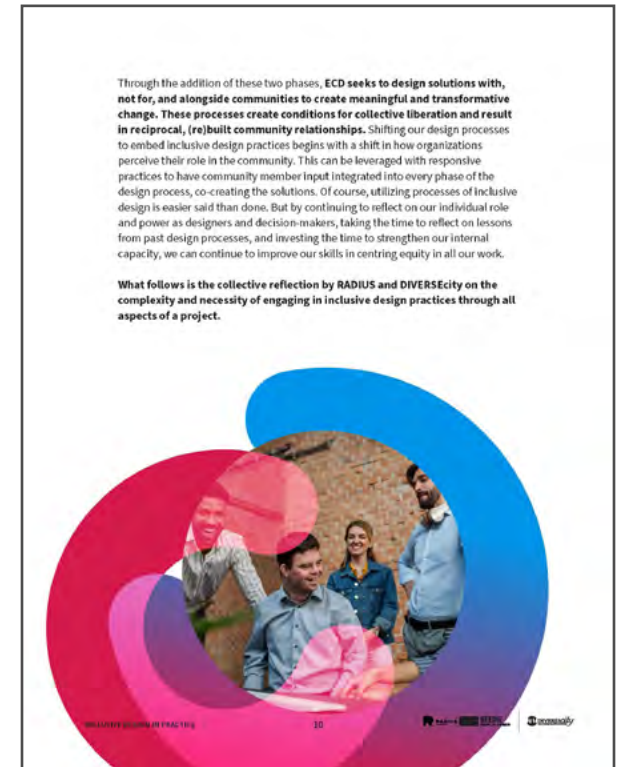 Through the addition of these two phases, ECD seeks to design solutions with,
not for, and alongside communities to create meaningful and transformative
change. These processes create conditions for collective liberation and result
in reciprocal, (re)built community relationships. Shifting our design processes
to embed inclusive design practices begins with a shift in how organizations
perceive their role in the community. This can be leveraged with responsive
practices to have community member input integrated into every phase of the
design process, co-creating the solutions. Of course, utilizing processes of inclusive
design is easier said than done. But by continuing to reflect on our individual role
and power as designers and decision-makers, taking the time to reflect on lessons
from past design processes, and investing the time to strengthen our internal
capacity, we can continue to improve our skills in centring equity in all our work.
What follows is the collective reflection by RADIUS and DIVERSEcity on the
complexity and necessity of engaging in inclusive design practices through all
aspects of a project.
INCLUSIVE DESIGN IN PRACTICE 10 DIVERSEcity